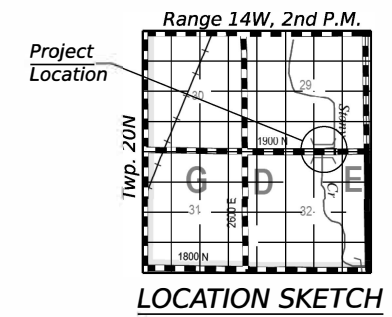 Range 14W, 2nd P.M.
Project
Location
30
29
Stony
Twp. 20N
1900 N
G D E
Cr
31
2600 E
32
1800 N
LOCATION SKETCH